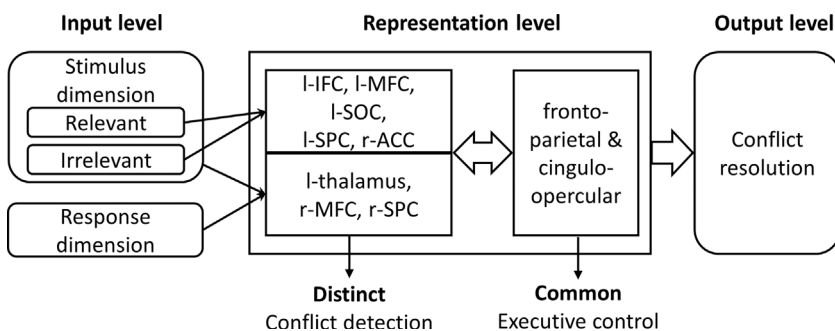 Input level
Representation level
Output level
Stimulus
dimension
Relevant
Irrelevant
Response
dimension
l-IFC, l-MFC,
l-SOC,
l-SPC, r-ACC
l-thalamus,
r-MFC, r-SPC
fronto-
parietal &
cingulo-
opercular
Conflict
resolution
Distinct
Conflict detection
Common
Executive control